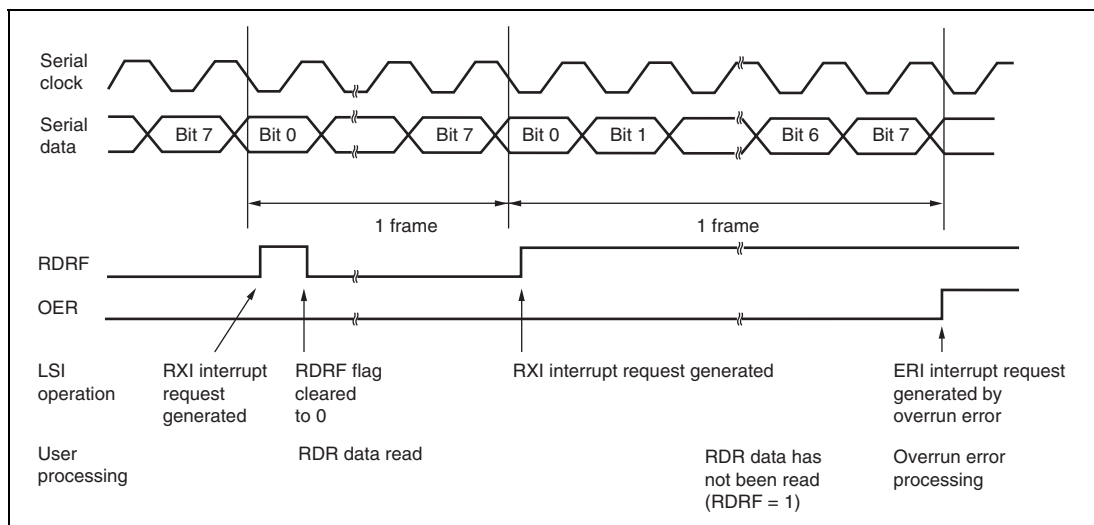 Serial
clock
Serial
data
Bit 7
Bit 0
Bit 7
Bit 0
Bit 1
Bit 6
Bit 7
1 frame
1 frame
RDRF
OER
LSI
operation
RXI interrupt
request
generated
RDRF flag
cleared
to 0
RXI interrupt request generated
ERI interrupt request
generated by
overrun error
User
processing
RDR data read
RDR data has
not been read
(RDRF = 1)
Overrun error
processing